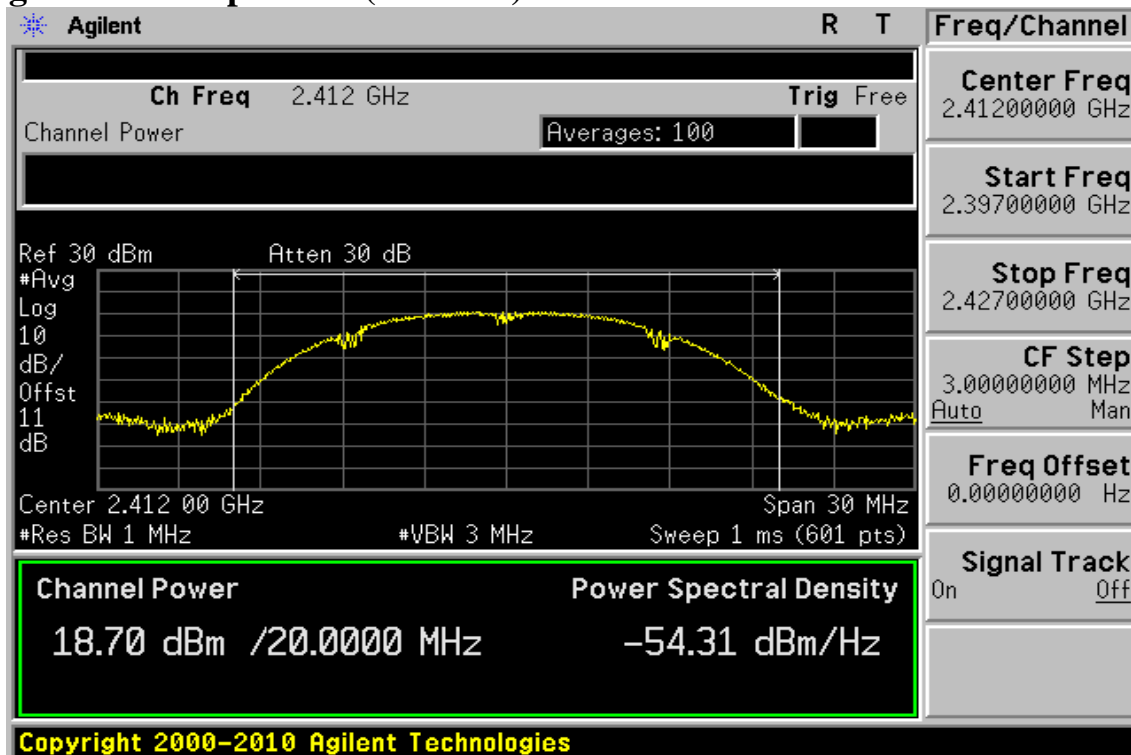 Agilent R T
Freq/Channel
Ch Freq 2.412 GHz Trig Free
Channel Power Averages: 100
Ref 30 dBm Atten 30 dB
#Avg
Log
10
dB/
Offst
11
dB
Center 2.412 00 GHz Span 30 MHz
#Res BW 1 MHz #VBW 3 MHz Sweep 1 ms (601 pts)
Channel Power Power Spectral Density
18.70 dBm /20.0000 MHz -54.31 dBm/Hz
Center Freq
2.41200000 GHz
Start Freq
2.39700000 GHz
Stop Freq
2.42700000 GHz
CF Step
3.00000000 MHz
Auto Man
Freq Offset
0.00000000 Hz
Signal Track
On Off
Copyright 2000-2010 Agilent Technologies